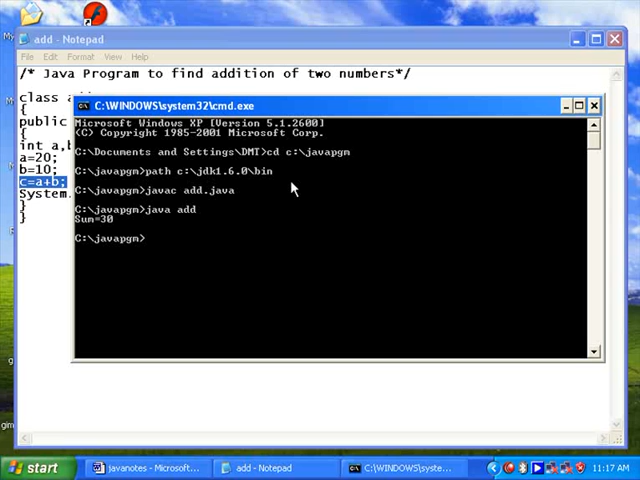 add - Notepad
File Edit Format View Help
/* Java Program to find addition of two numbers*/
class a
{
public
{
int a,b
a=20;
b=10;
c=a+b;
System.
}
}
C:\WINDOWS\system32\cmd.exe
Microsoft Windows XP [Version 5.1.2600]
(C) Copyright 1985-2001 Microsoft Corp.
C:\Documents and Settings\DMT>cd c:\javapgm
C:\javapgm>path c:\jdk1.6.0\bin
C:\javapgm>javac add.java
C:\javapgm>java add
Sum=30
C:\javapgm>
start
javanotes - Microsoft...
add - Notepad
C:\WINDOWS\syste...
11:17 AM